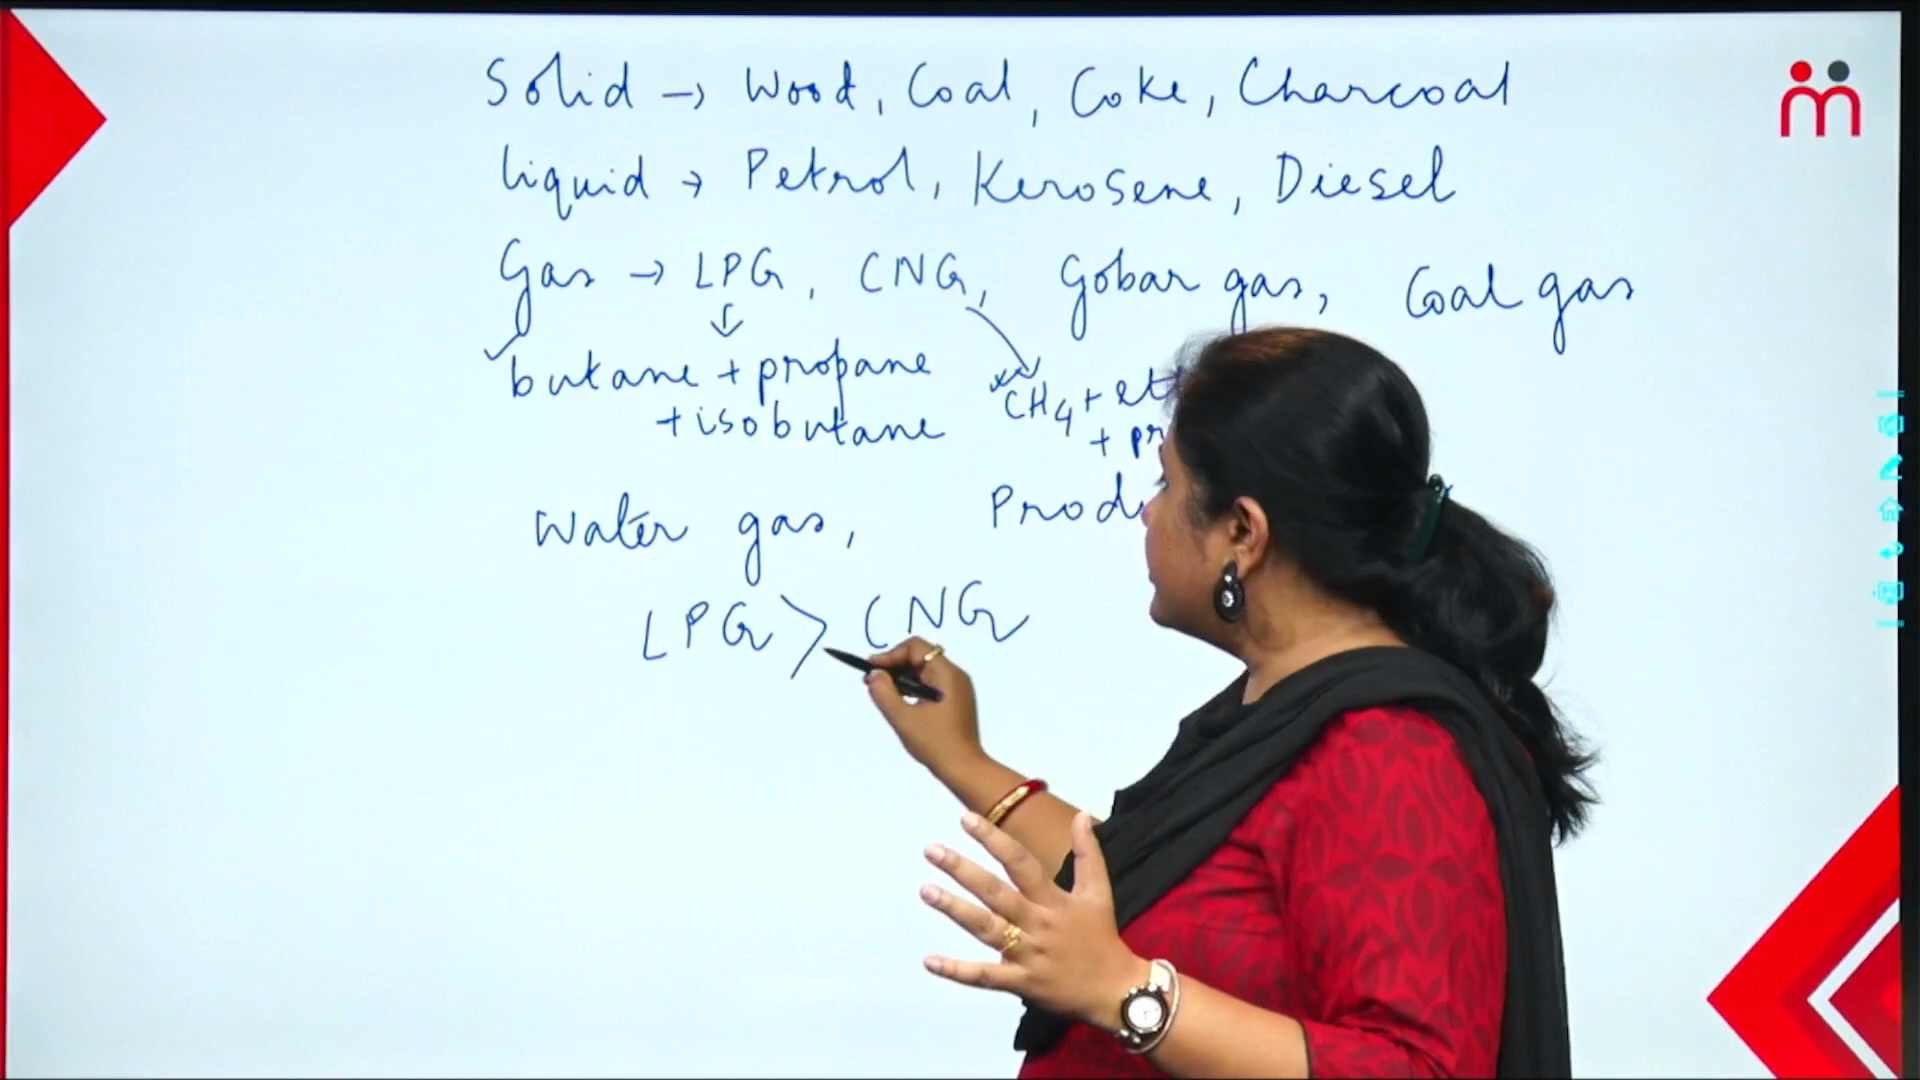 Solid → Wood, Coal, Coke, Charcoal
liquid → Petrol, Kerosene, Diesel
Gas → LPG, CNG, Gobar gas, Coal gas
butane + propane
+ isobutane
CH4 +
+
Water gas,
LPG > CNG